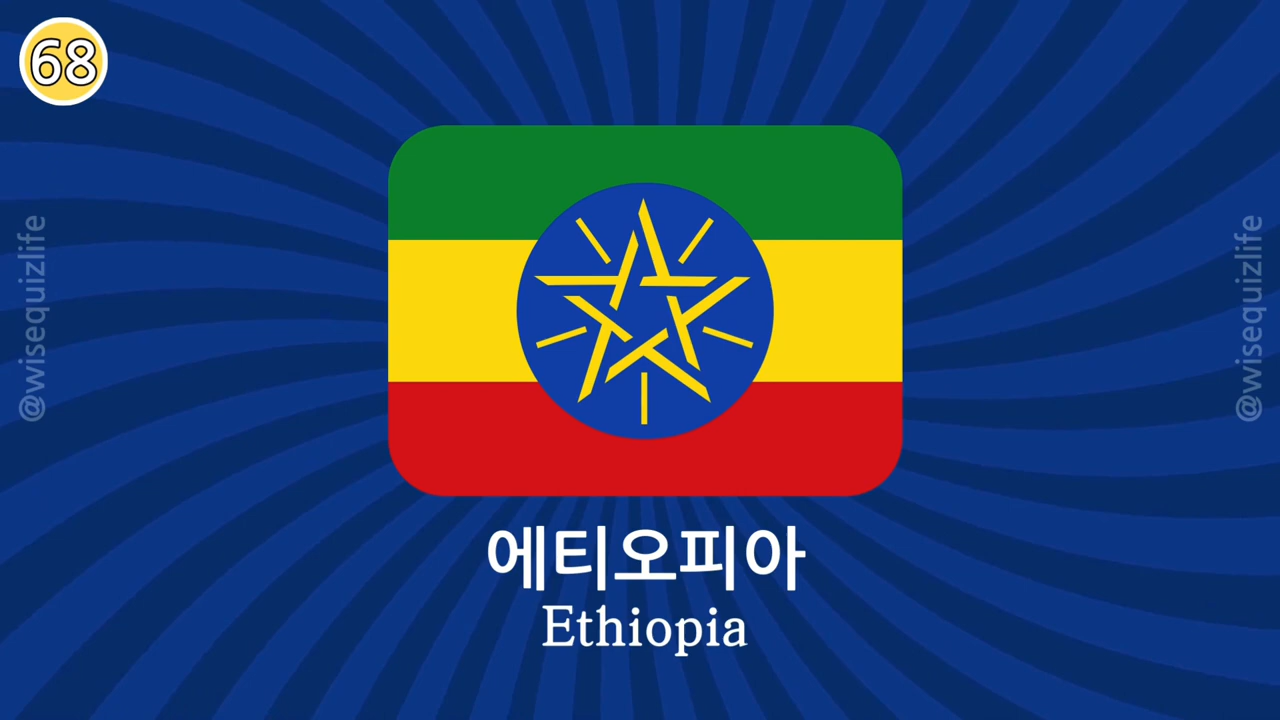 68
@wisequizlife
@wisequizlife
에티오피아
Ethiopia